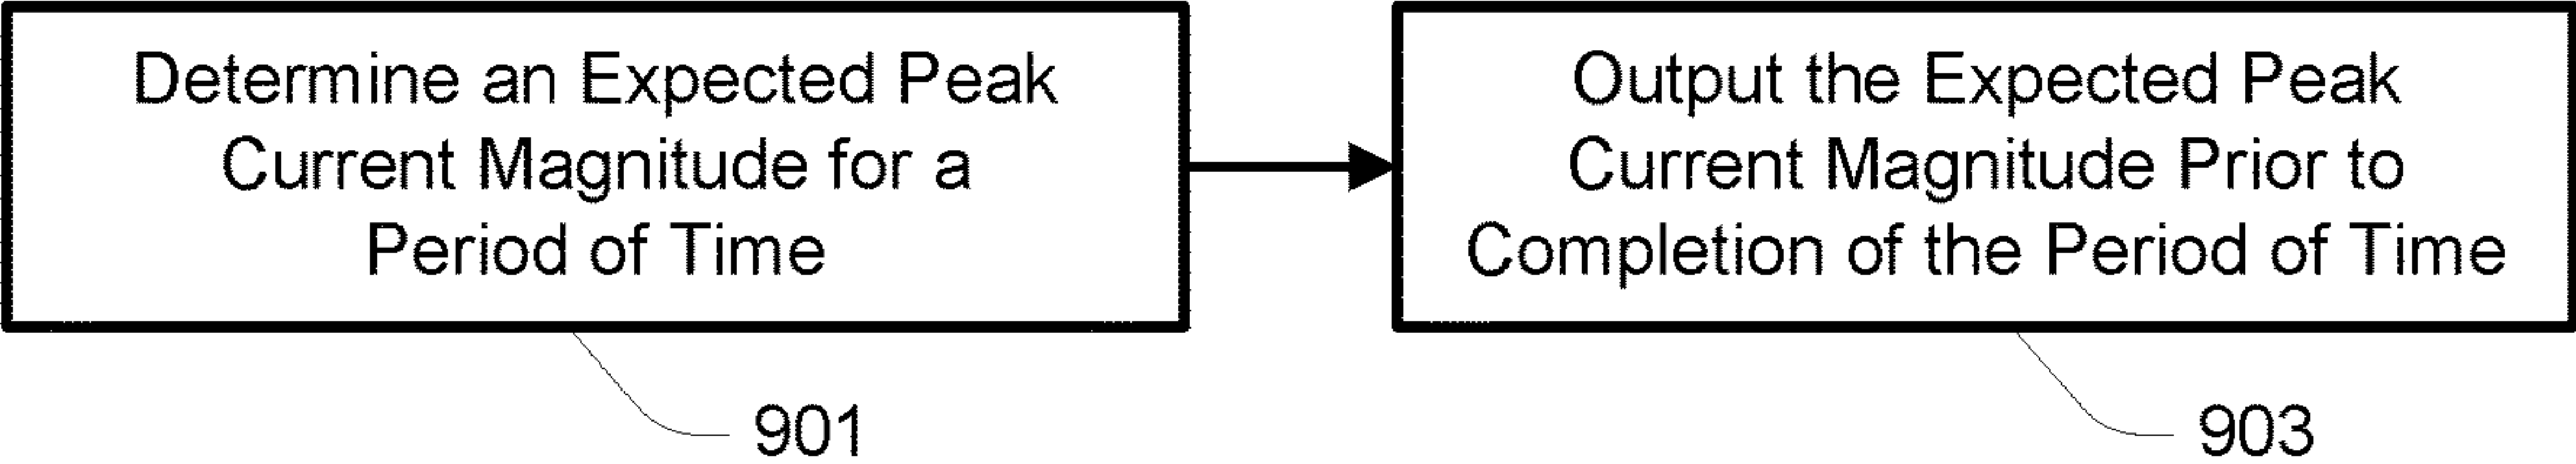 Determine an Expected Peak
Current Magnitude for a
Period of Time
901
Output the Expected Peak
Current Magnitude Prior to
Completion of the Period of Time
903